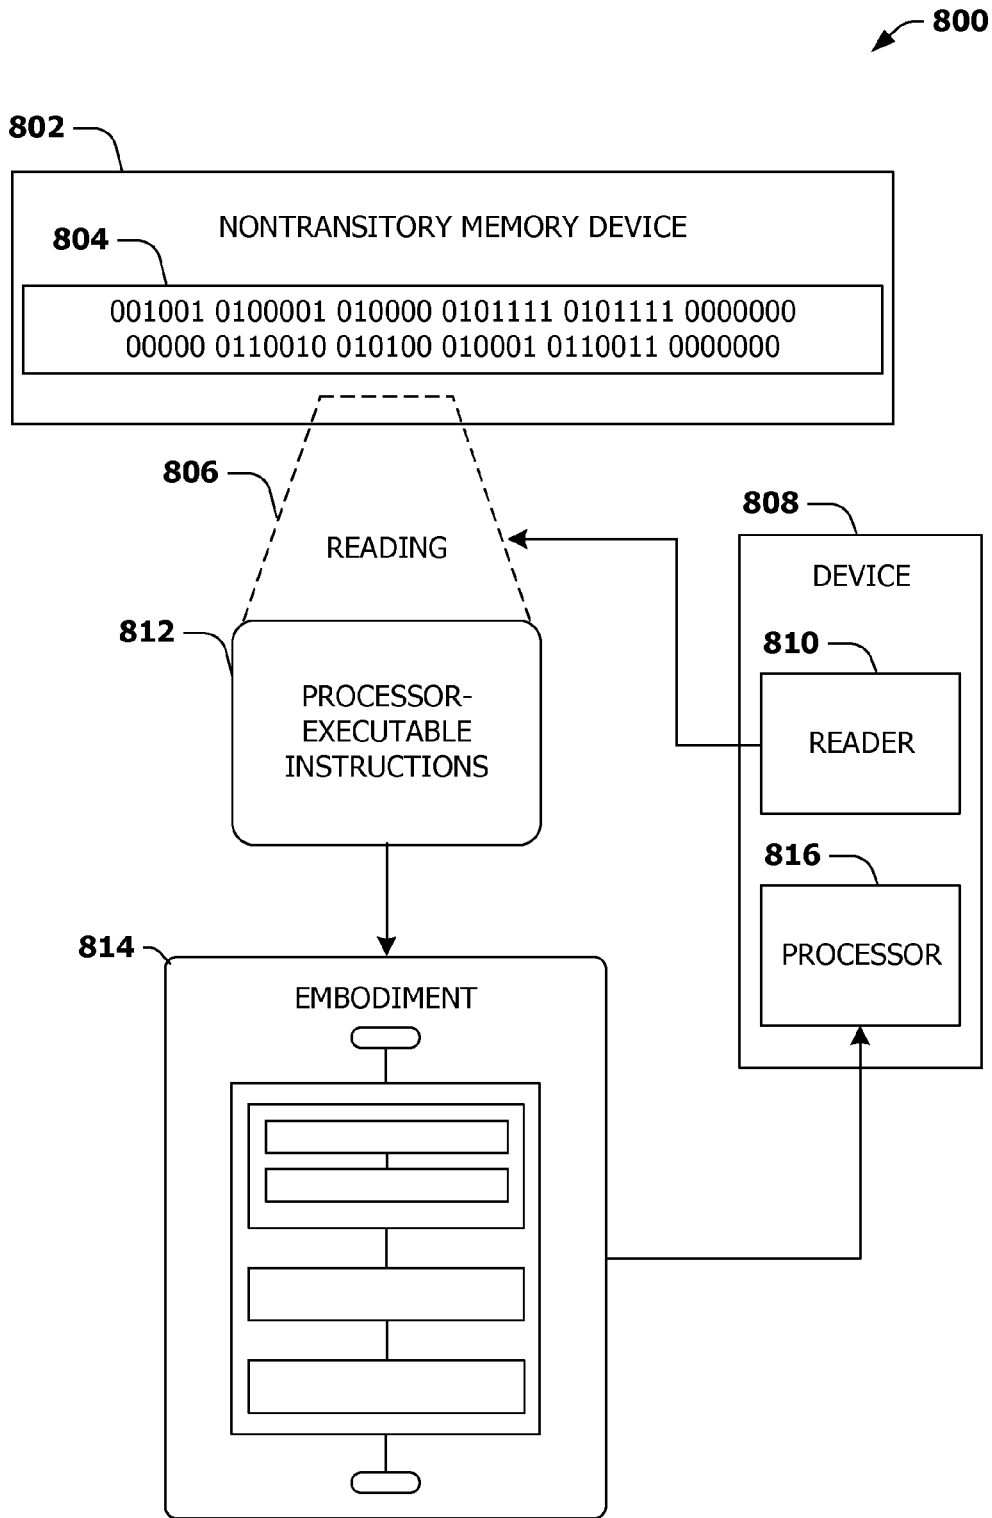 800
802
NONTRANSITORY MEMORY DEVICE
804
001001 0100001 010000 0101111 0101111 0000000
00000 0110010 010100 010001 0110011 0000000
806
READING
808
DEVICE
810
READER
812
PROCESSOR-
EXECUTABLE
INSTRUCTIONS
816
PROCESSOR
814
EMBODIMENT